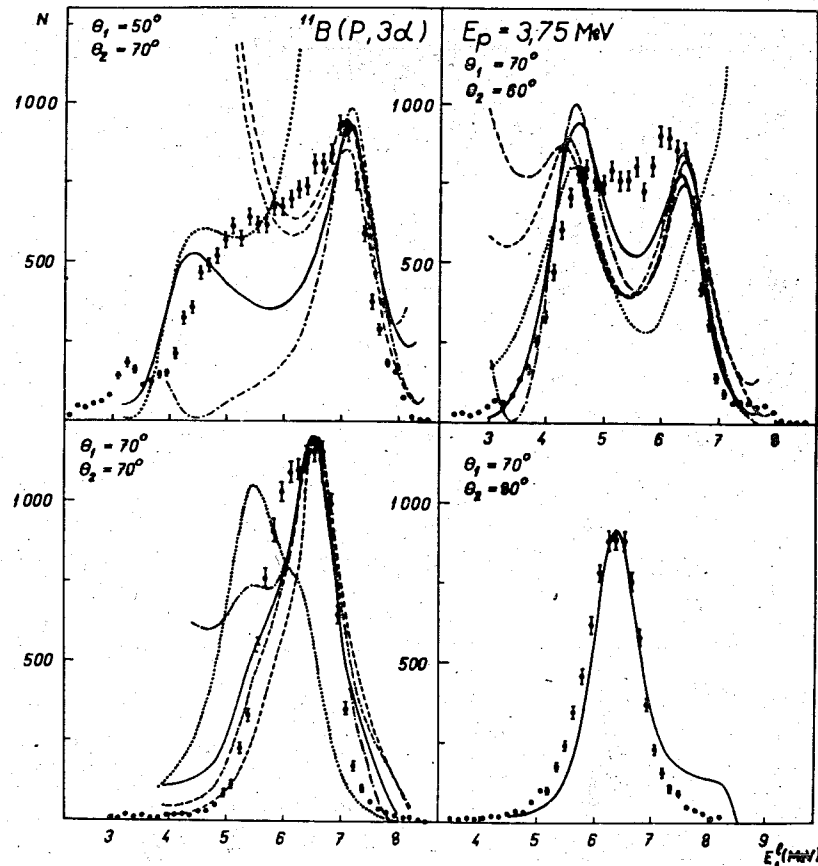 N
θ₁ = 50°
θ₂ = 70°
¹¹B(P,3α)
1000
500
Eₚ = 3,75 MeV
θ₁ = 70°
θ₂ = 60°
1000
500
3 4 5 6 7 8
θ₁ = 70°
θ₂ = 70°
1000
500
3 4 5 6 7 8
θ₁ = 70°
θ₂ = 90°
1000
500
4 5 6 7 8 9
(MeV)